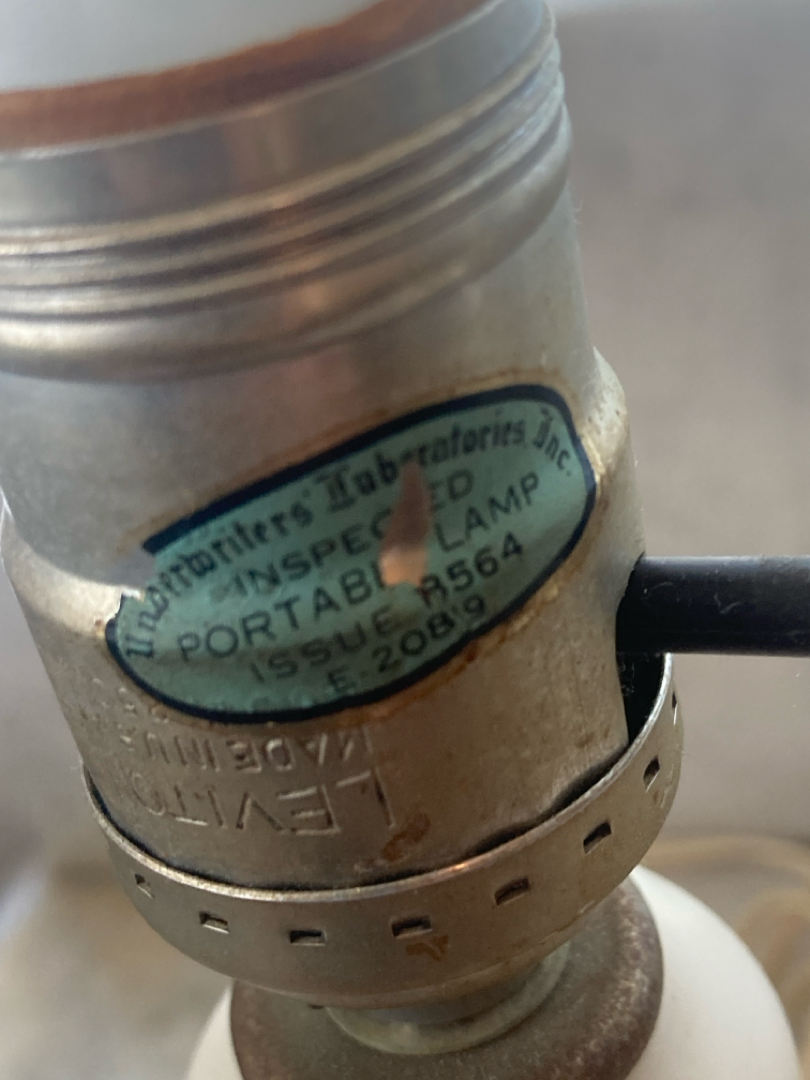 Underwriters' Laboratories, Inc.
INSPECTED
PORTABLE LAMP
ISSUE R564
E. 2089
LEVITON
MADE IN U.S.